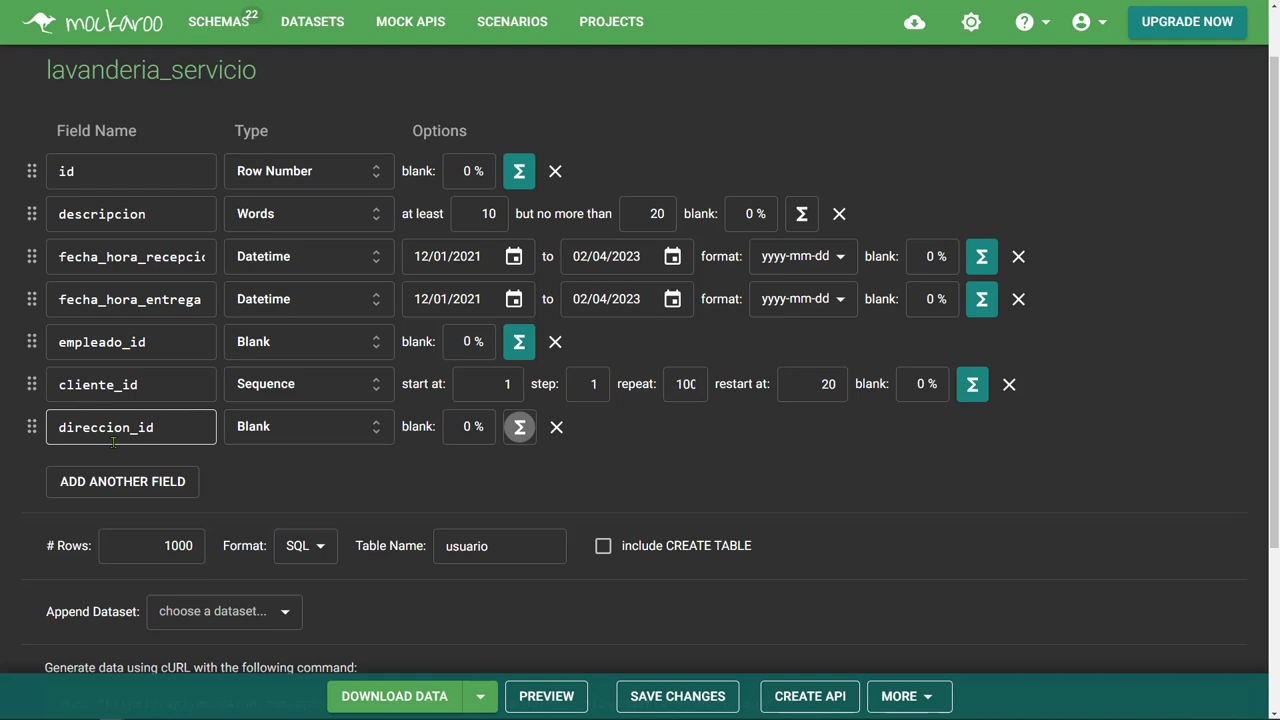 mockaroo SCHEMAS 22 DATASETS MOCK APIS SCENARIOS PROJECTS UPGRADE NOW
lavanderia_servicio
Field Name Type Options
id Row Number blank: 0 % Σ
descripcion Words at least 10 but no more than 20 blank: 0 % Σ
fecha_hora_recepcic Datetime 12/01/2021 to 02/04/2023 format: yyyy-mm-dd blank: 0 % Σ
fecha_hora_entrega Datetime 12/01/2021 to 02/04/2023 format: yyyy-mm-dd blank: 0 % Σ
empleado_id Blank blank: 0 % Σ
cliente_id Sequence start at: 1 step: 1 repeat: 100 restart at: 20 blank: 0 % Σ
direccion_id Blank blank: 0 % Σ
ADD ANOTHER FIELD
# Rows: 1000 Format: SQL Table Name: usuario include CREATE TABLE
Append Dataset: choose a dataset...
Generate data using cURL with the following command:
DOWNLOAD DATA PREVIEW SAVE CHANGES CREATE API MORE